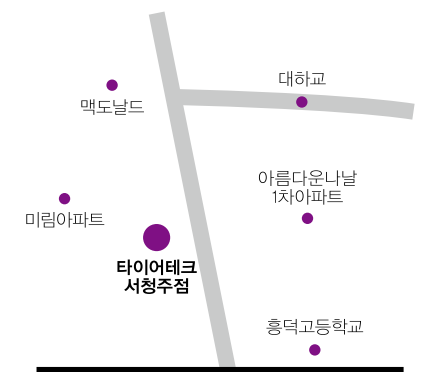 대하교
맥도날드
아름다운나날
1차아파트
미림아파트
타이어테크
서청주점
흥덕고등학교